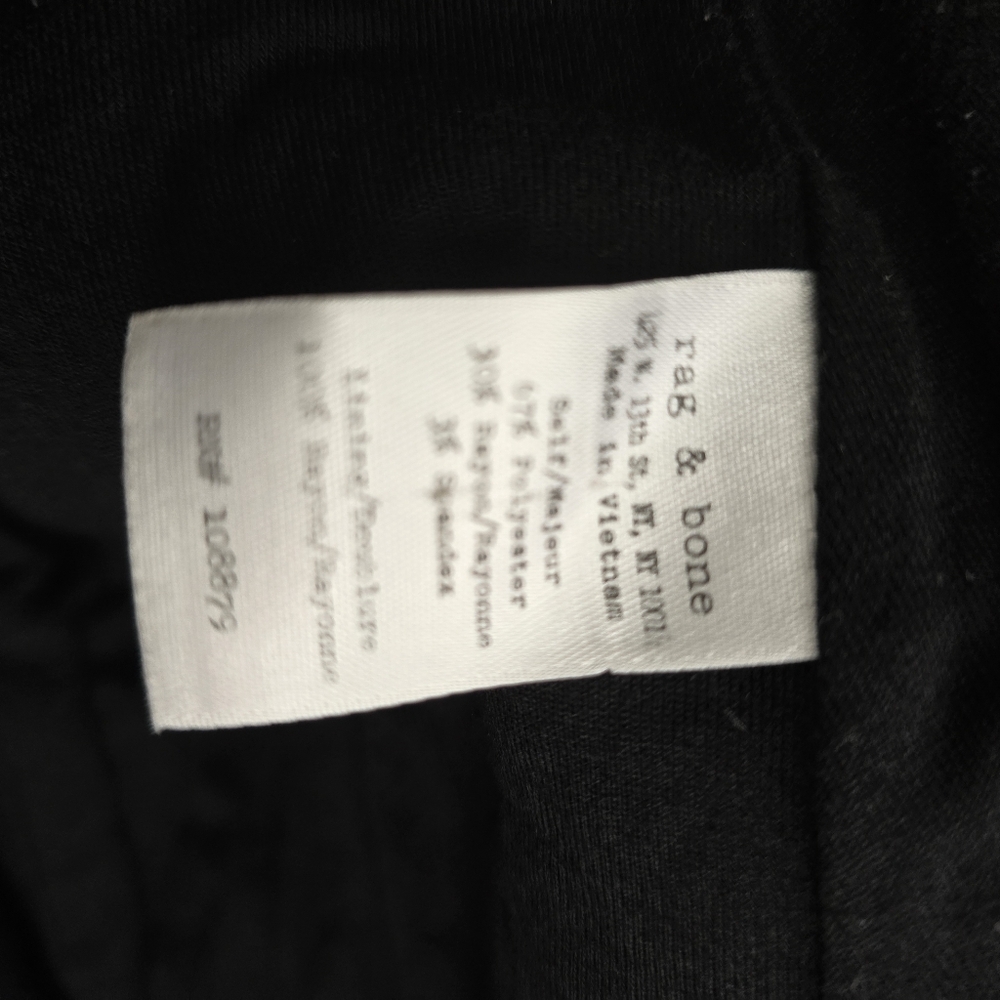 rag & bone
425 W. 13th St., NY, NY 10014
Made in Vietnam
Self/Majeur
67% Polyester
30% Rayon/Rayonne
3% Spandex
Lining/Doublure
100% Rayon/Rayonne
RN# 108879